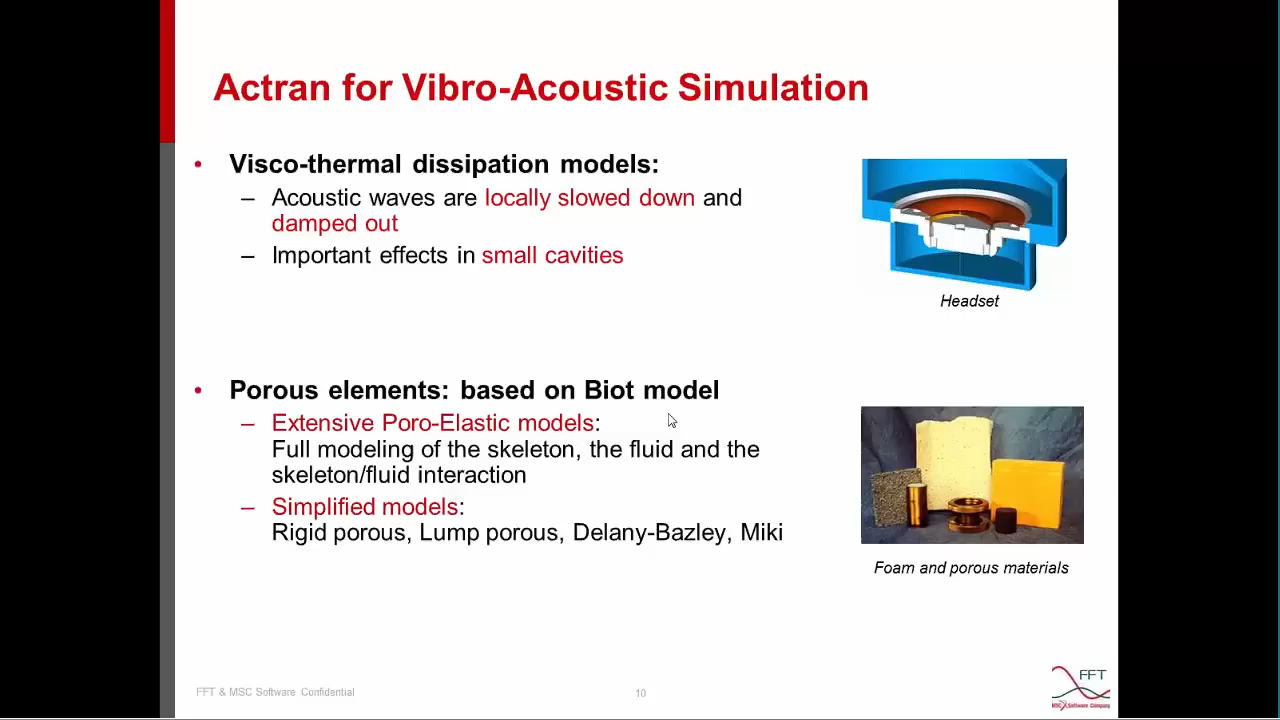 Actran for Vibro-Acoustic Simulation
• Visco-thermal dissipation models:
– Acoustic waves are locally slowed down and
damped out
– Important effects in small cavities
Headset
• Porous elements: based on Biot model
– Extensive Poro-Elastic models:
Full modeling of the skeleton, the fluid and the
skeleton/fluid interaction
– Simplified models:
Rigid porous, Lump porous, Delany-Bazley, Miki
Foam and porous materials
FFT & MSC Software Confidential
10
FFT
MSC Software Company